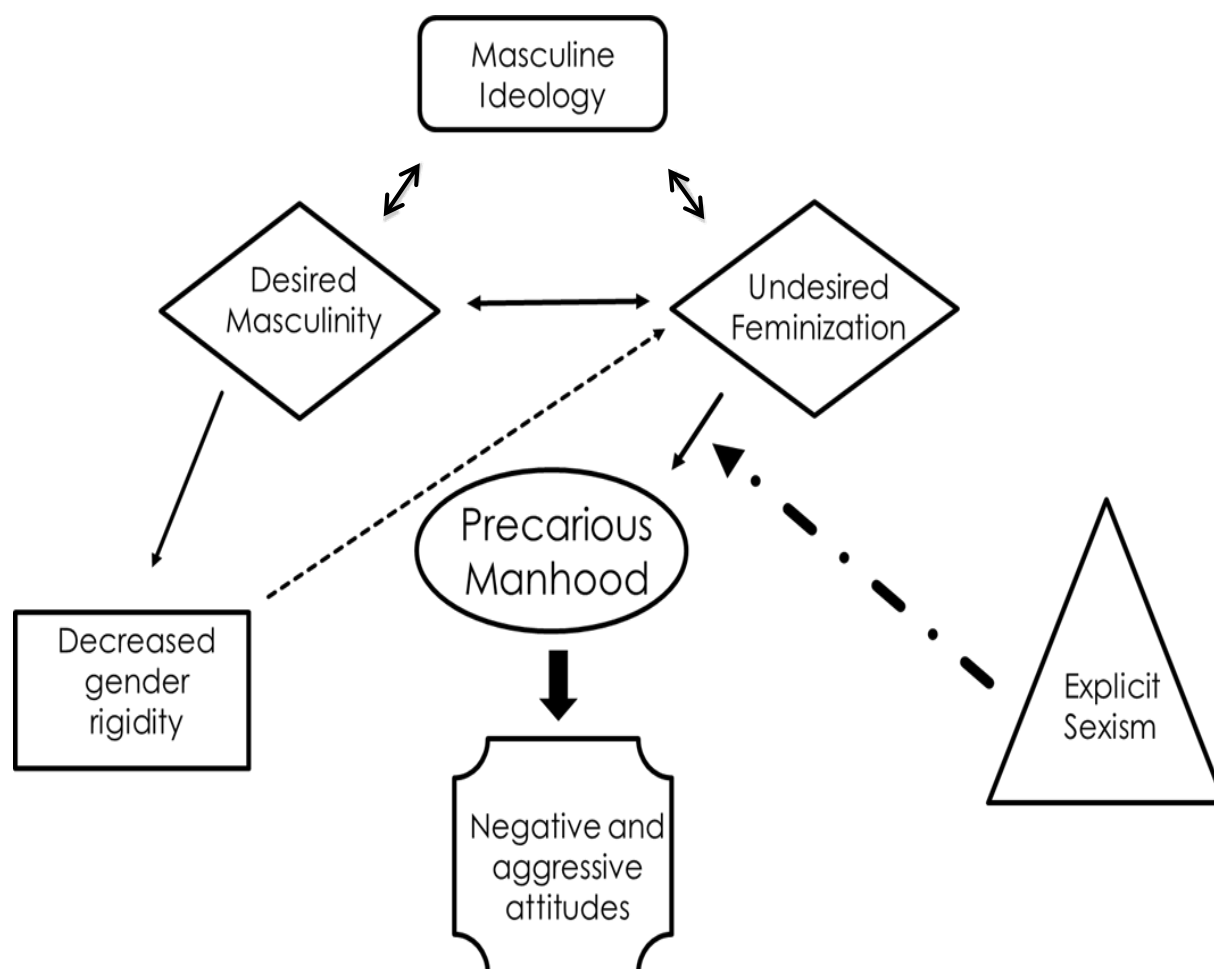 Masculine
Ideology
Desired
Masculinity
Undesired
Feminization
Precarious
Manhood
Decreased
gender
rigidity
Explicit
Sexism
Negative and
aggressive
attitudes